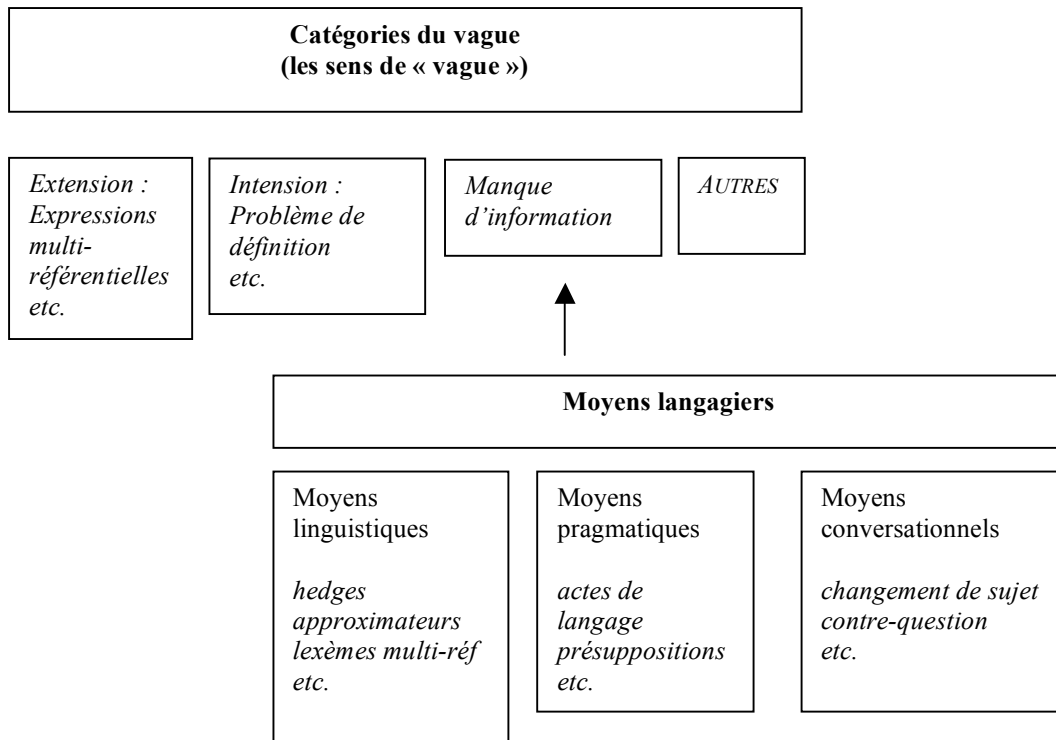 Catégories du vague
(les sens de « vague »)
Extension :
Expressions
multi-
référentielles
etc.
Intension :
Problème de
définition
etc.
Manque
d’information
AUTRES
Moyens langagiers
Moyens
linguistiques
hedges
approximateurs
lexèmes multi-réf
etc.
Moyens
pragmatiques
actes de
langage
présuppositions
etc.
Moyens
conversationnels
changement de sujet
contre-question
etc.